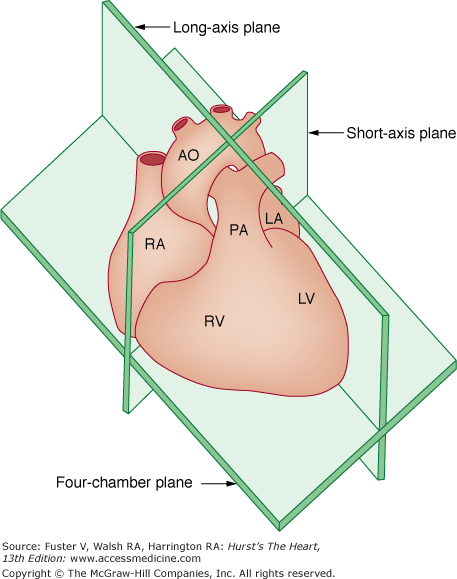 Long-axis plane
Short-axis plane
AO
RA
PA
LA
RV
LV
Four-chamber plane
Source: Fuster V, Walsh RA, Harrington RA: Hurst's The Heart,
13th Edition: www.accessmedicine.com
Copyright © The McGraw-Hill Companies, Inc. All rights reserved.